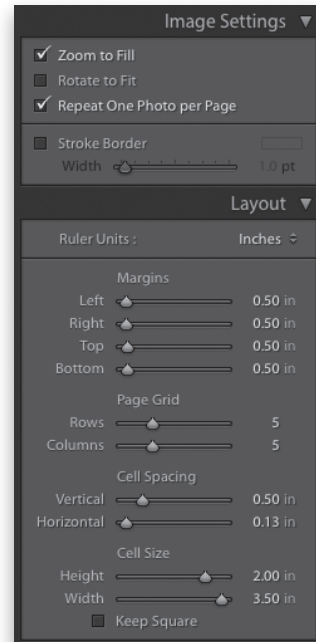 Image Settings
Zoom to Fill
Rotate to Fit
Repeat One Photo per Page
Stroke Border
Width 1.0 pt
Layout
Ruler Units : Inches
Margins
Left 0.50 in
Right 0.50 in
Top 0.50 in
Bottom 0.50 in
Page Grid
Rows 5
Columns 5
Cell Spacing
Vertical 0.50 in
Horizontal 0.13 in
Cell Size
Height 2.00 in
Width 3.50 in
Keep Square